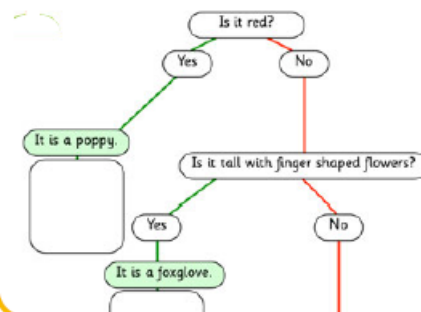 Is it red?
Yes
No
It is a poppy.
Is it tall with finger shaped flowers?
Yes
No
It is a foxglove.